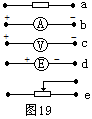 a
+ A − b
+ V − c
+ E − d
e
图19